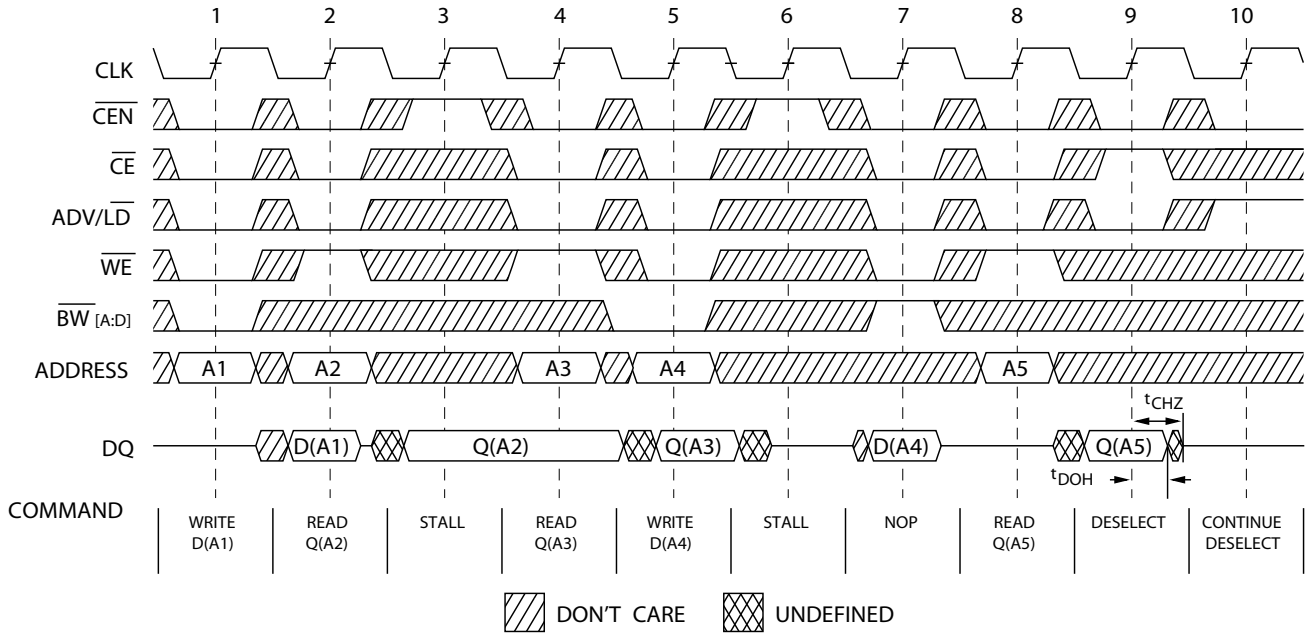 1 2 3 4 5 6 7 8 9 10
CLK
CEN
CE
ADV/LD
WE
BW [A:D]
ADDRESS A1 A2 A3 A4 A5
tCHZ
DQ D(A1) Q(A2) Q(A3) D(A4) Q(A5)
tDOH
COMMAND
WRITE D(A1)
READ Q(A2)
STALL
READ Q(A3)
WRITE D(A4)
STALL
NOP
READ Q(A5)
DESELECT
CONTINUE DESELECT
DON'T CARE
UNDEFINED